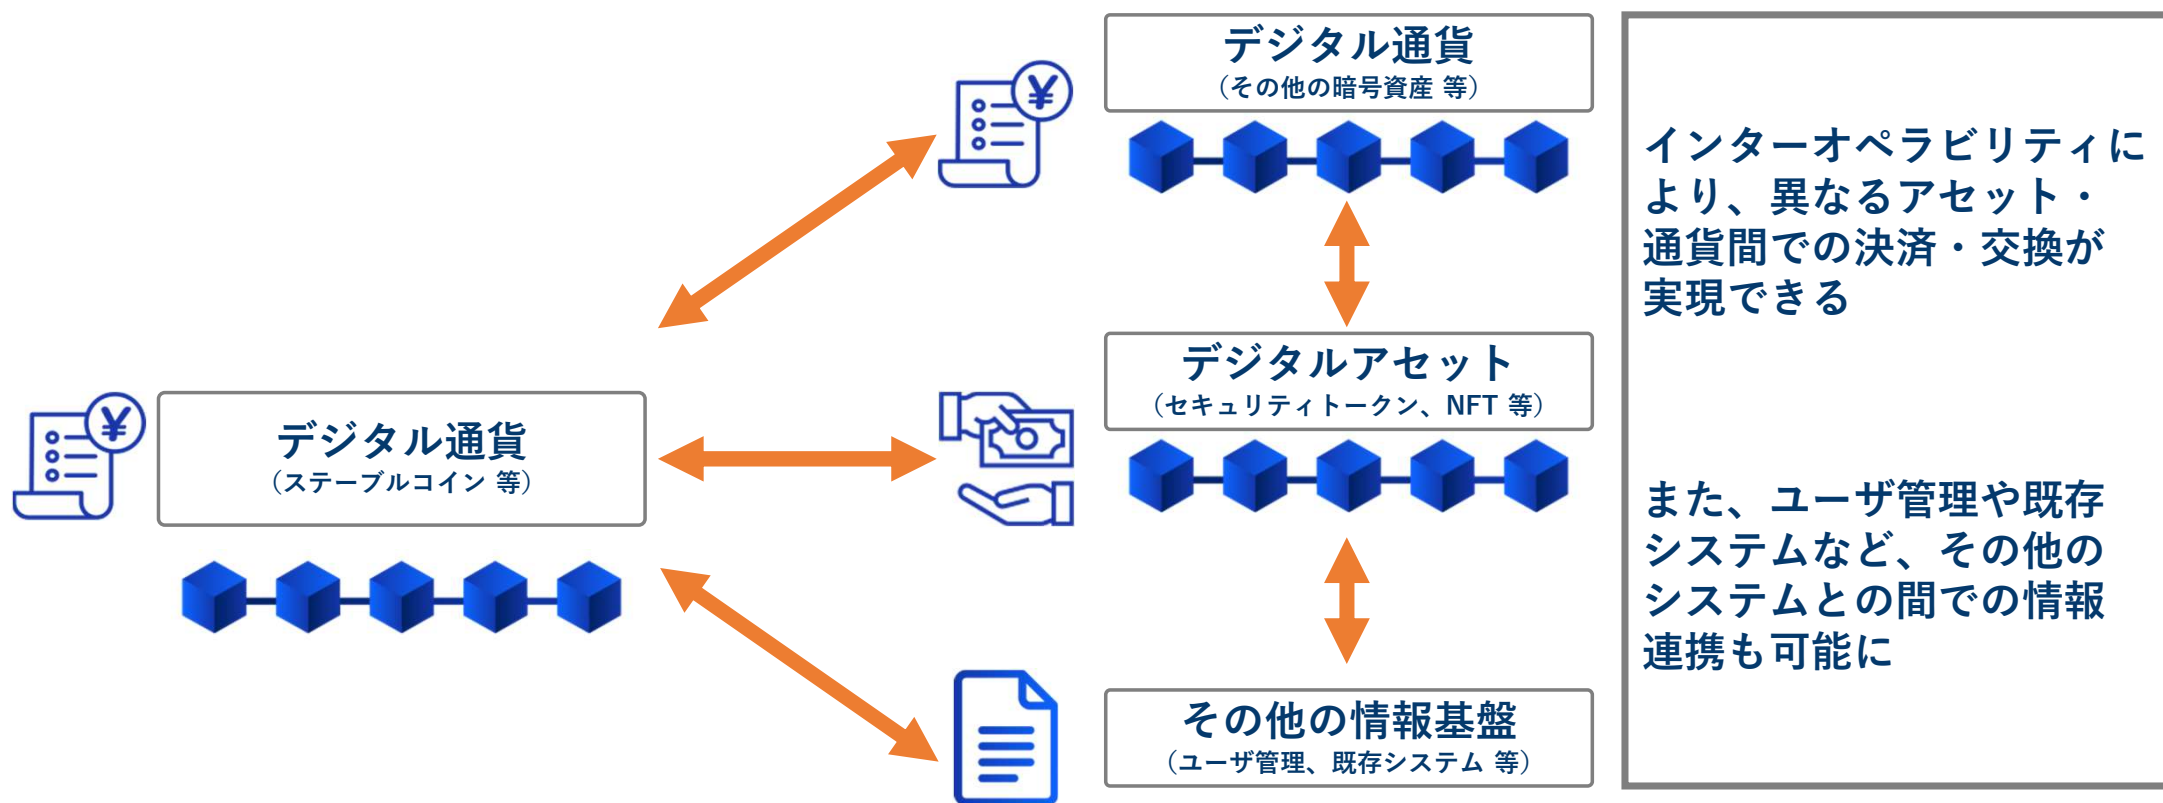 デジタル通貨
（ステーブルコイン 等）
¥
¥
デジタル通貨
（その他の暗号資産 等）
デジタルアセット
（セキュリティトークン、NFT 等）
その他の情報基盤
（ユーザ管理、既存システム 等）
インターオペラビリティに
より、異なるアセット・
通貨間での決済・交換が
実現できる
また、ユーザ管理や既存
システムなど、その他の
システムとの間での情報
連携も可能に